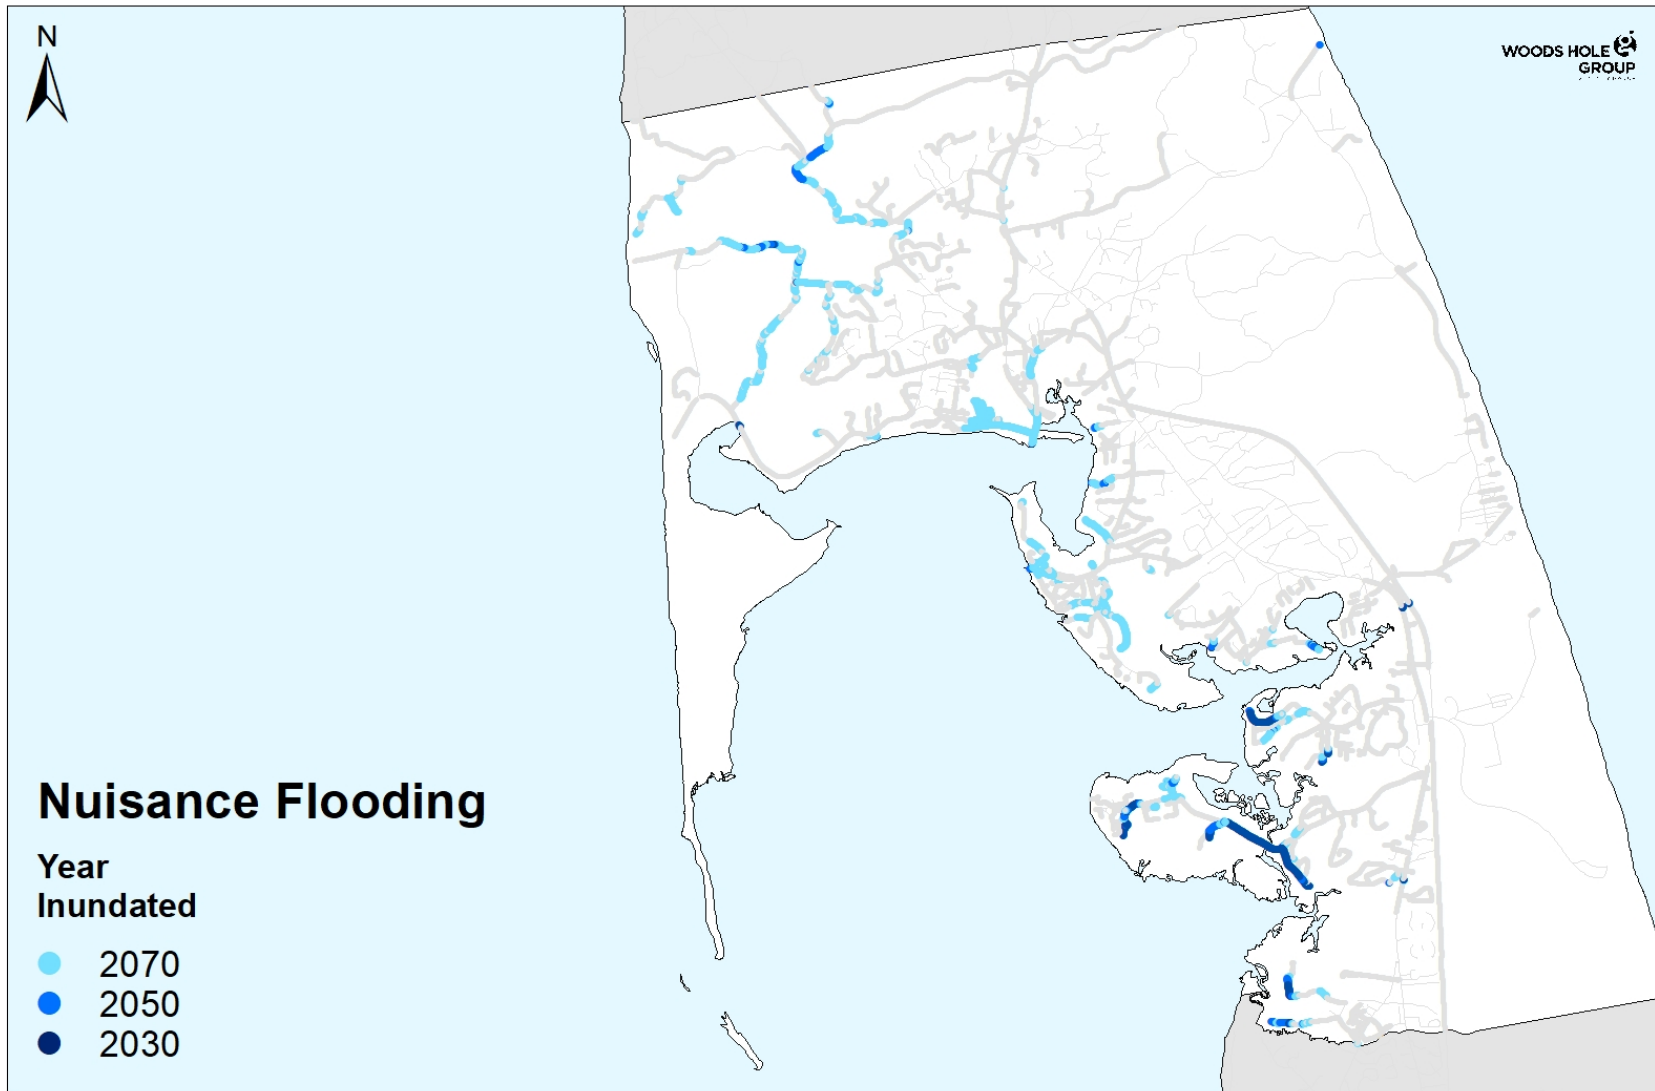 N
WOODS HOLE
GROUP
Nuisance Flooding
Year
Inundated
2070
2050
2030